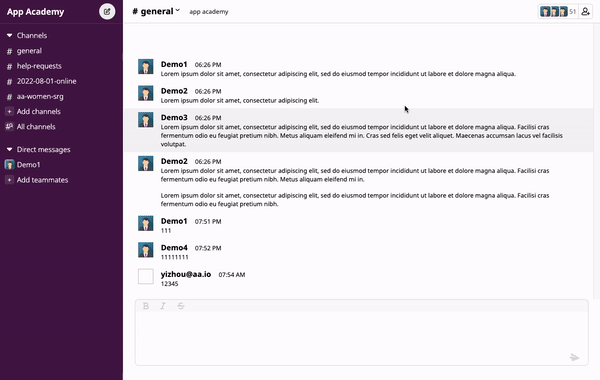 App Academy
Channels
# general
# help-requests
# 2022-08-01-online
# aa-women-srg
+ Add channels
All channels
Direct messages
Demo1
+ Add teammates
# general
app academy
51
Demo1 06:26 PM
Lorem ipsum dolor sit amet, consectetur adipiscing elit, sed do eiusmod tempor incididunt ut labore et dolore magna aliqua.
Demo2 06:26 PM
Lorem ipsum dolor sit amet, consectetur adipiscing elit.
Demo3 06:26 PM
Lorem ipsum dolor sit amet, consectetur adipiscing elit, sed do eiusmod tempor incididunt ut labore et dolore magna aliqua. Facilisi cras
fermentum odio eu feugiat pretium nibh. Metus aliquam eleifend mi in. Cras sed felis eget velit aliquet. Maecenas accumsan lacus vel facilisis
volutpat.
Demo2 06:26 PM
Lorem ipsum dolor sit amet, consectetur adipiscing elit, sed do eiusmod tempor incididunt ut labore et dolore magna aliqua. Facilisi cras
fermentum odio eu feugiat pretium nibh. Metus aliquam eleifend mi in.
Lorem ipsum dolor sit amet, consectetur adipiscing elit, sed do eiusmod tempor incididunt ut labore et dolore magna aliqua. Facilisi cras
fermentum odio eu feugiat pretium nibh.
Demo1 07:51 PM
111
Demo4 07:52 PM
11111111
yizhou@aa.io 07:54 AM
12345
B I S